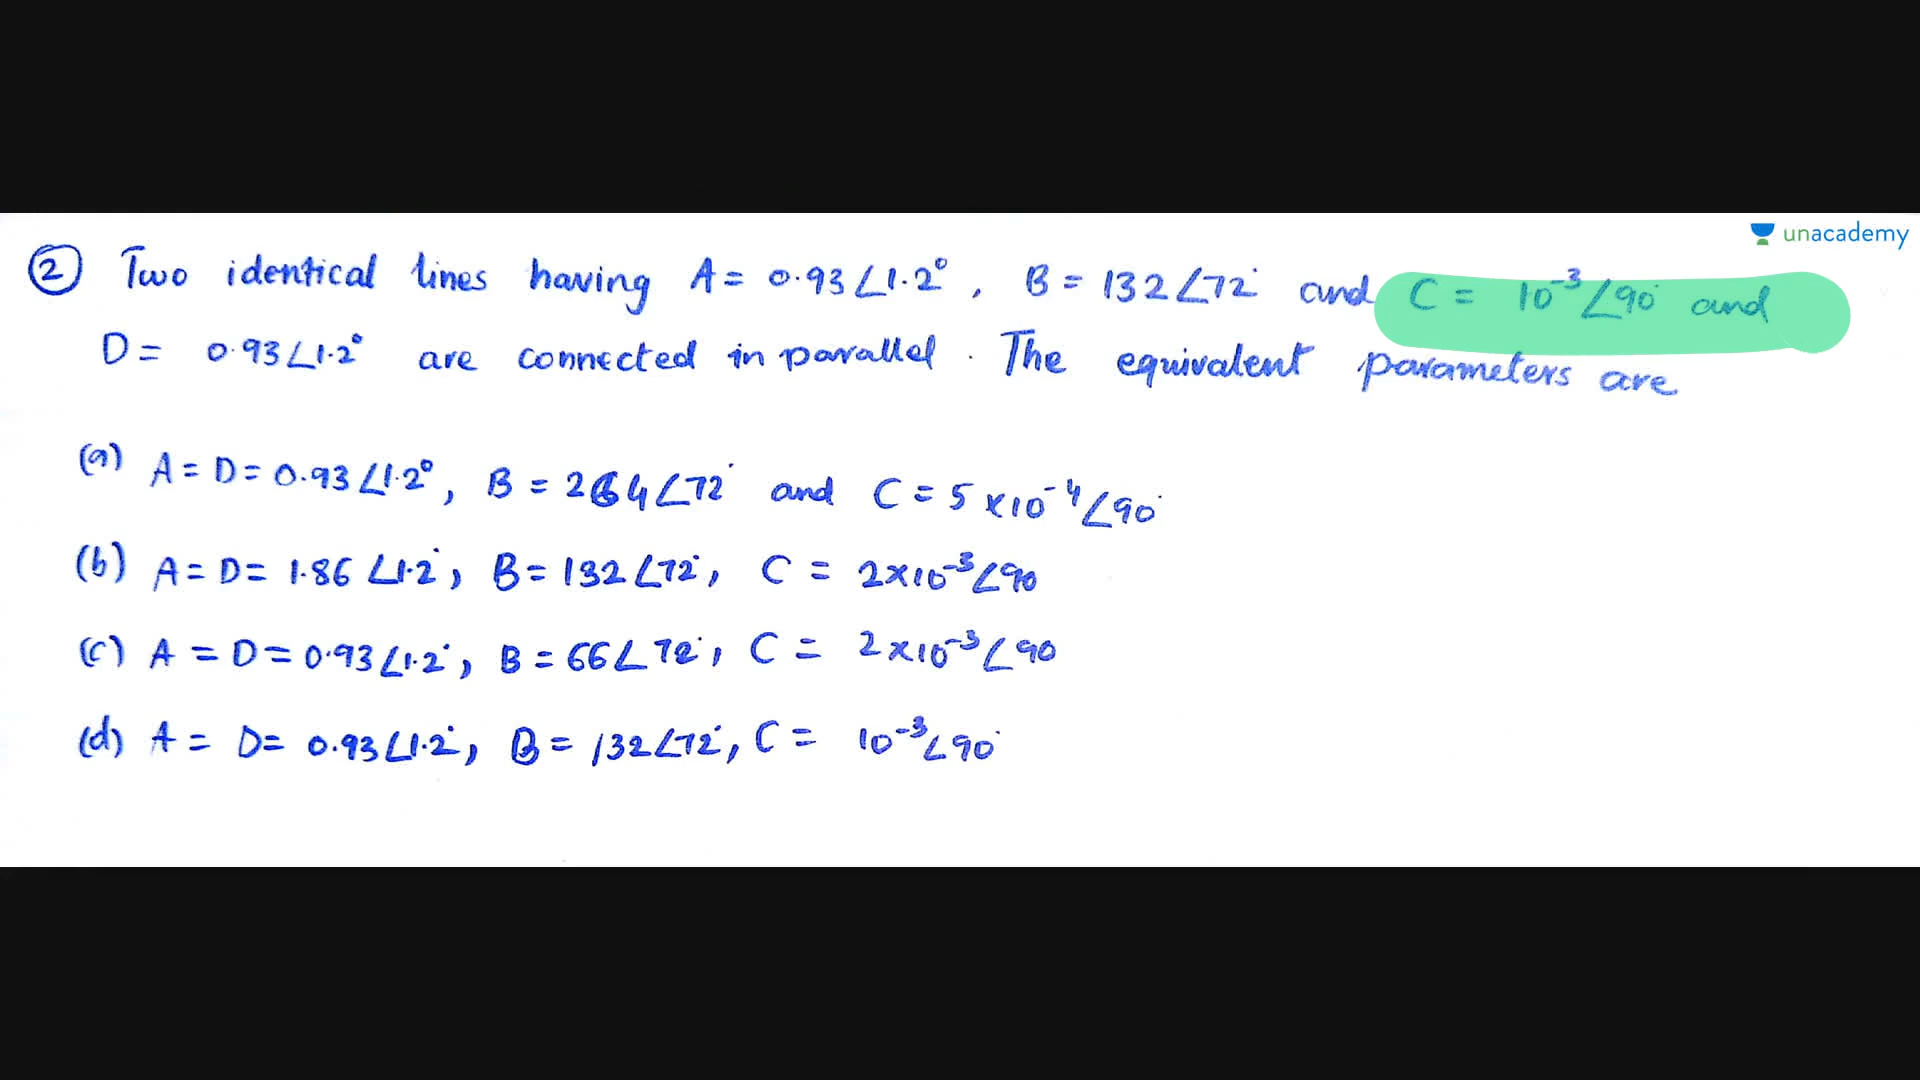 unacademy
② Two identical lines having A = 0.93∠1.2°, B = 132∠72° and C = 10⁻³∠90° and
D = 0.93∠1.2° are connected in parallel. The equivalent parameters are
(a) A = D = 0.93∠1.2°, B = 264∠72° and C = 5×10⁻⁴∠90°
(b) A = D = 1.86∠1.2°, B = 132∠72°, C = 2×10⁻³∠90
(c) A = D = 0.93∠1.2°, B = 66∠72°, C = 2×10⁻³∠90
(d) A = D = 0.93∠1.2°, B = 132∠72°, C = 10⁻³∠90°